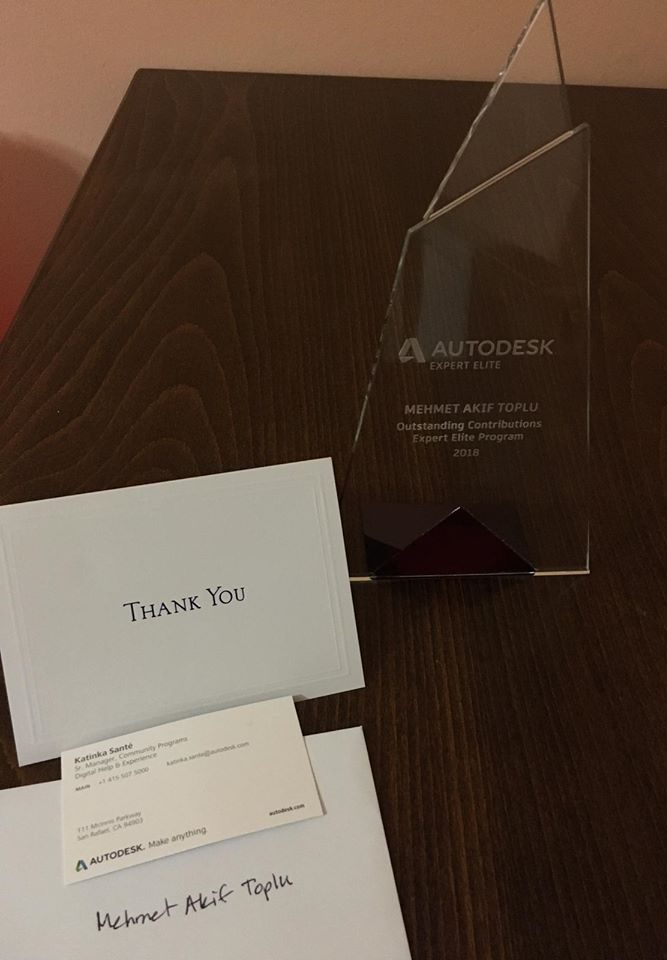 AUTODESK
EXPERT ELITE
MEHMET AKIF TOPLU
Outstanding Contributions
Expert Elite Program
2018
THANK YOU
Katinka Santé
Sr. Manager, Community Programs
Digital Help & Experience
MAIN +1 415 507 5000 katinka.sante@autodesk.com
111 McInnis Parkway
San Rafael, CA 94903
autodesk.com
AUTODESK. Make anything.
Mehmet Akif Toplu